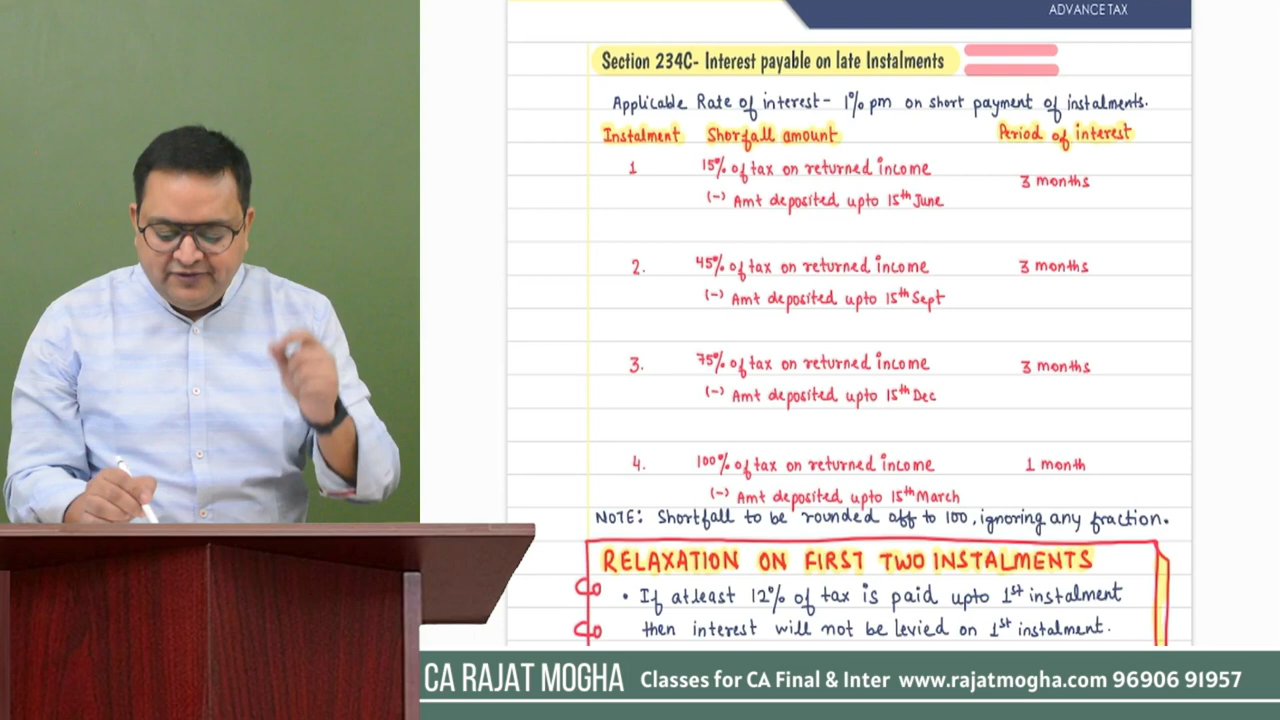 ADVANCE TAX
Section 234C- Interest payable on late Instalments
Applicable Rate of interest- 1% pm on short payment of instalments.
Instalment Shorfall amount Period of interest
1 15% of tax on returned income 3 months
(-) Amt deposited upto 15th June
2. 45% of tax on returned income 3 months
(-) Amt deposited upto 15th Sept
3. 75% of tax on returned income 3 months
(-) Amt deposited upto 15th Dec
4. 100% of tax on returned income 1 month
(-) Amt deposited upto 15th March
NOTE: Shortfall to be rounded off to 100, ignoring any fraction.
RELAXATION ON FIRST TWO INSTALMENTS
• If atleast 12% of tax is paid upto 1st instalment
then interest will not be levied on 1st instalment.
CA RAJAT MOGHA Classes for CA Final & Inter www.rajatmogha.com 96906 91957